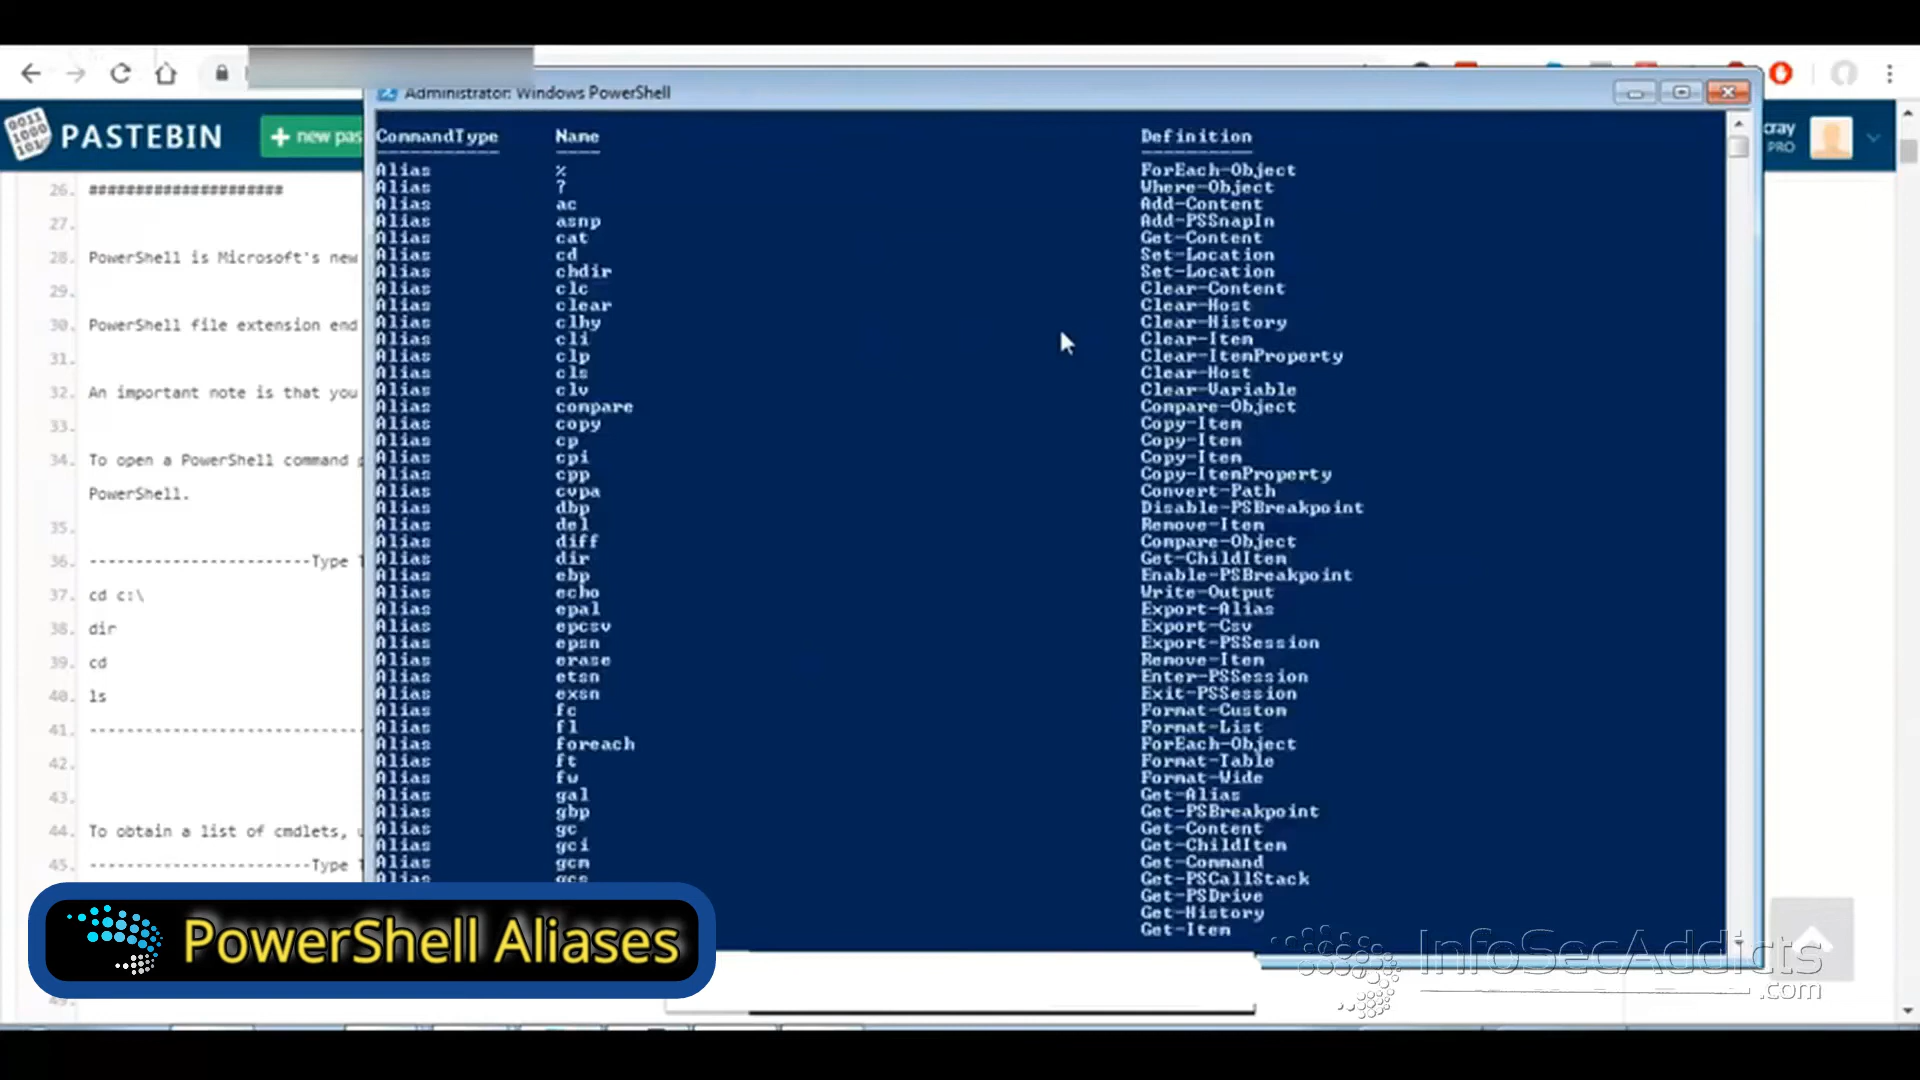 Administrator: Windows PowerShell
0011
1000
101
PASTEBIN
+ new pas
cray
PRO
26. #####################
27.
28. PowerShell is Microsoft's new
29.
30. PowerShell file extension end
31.
32. An important note is that you
33.
34. To open a PowerShell command p
PowerShell.
35.
36. ------------------------Type T
37. cd c:\
38. dir
39. cd
40. ls
41. ------------------------------
42.
43.
44. To obtain a list of cmdlets, u
45. ------------------------Type T
CommandType Name Definition
----------- ---- ----------
Alias % ForEach-Object
Alias ? Where-Object
Alias ac Add-Content
Alias asnp Add-PSSnapIn
Alias cat Get-Content
Alias cd Set-Location
Alias chdir Set-Location
Alias clc Clear-Content
Alias clear Clear-Host
Alias clhy Clear-History
Alias cli Clear-Item
Alias clp Clear-ItemProperty
Alias cls Clear-Host
Alias clv Clear-Variable
Alias compare Compare-Object
Alias copy Copy-Item
Alias cp Copy-Item
Alias cpi Copy-Item
Alias cpp Copy-ItemProperty
Alias cvpa Convert-Path
Alias dbp Disable-PSBreakpoint
Alias del Remove-Item
Alias diff Compare-Object
Alias dir Get-ChildItem
Alias ebp Enable-PSBreakpoint
Alias echo Write-Output
Alias epal Export-Alias
Alias epcsv Export-Csv
Alias epsn Export-PSSession
Alias erase Remove-Item
Alias etsn Enter-PSSession
Alias exsn Exit-PSSession
Alias fc Format-Custom
Alias fl Format-List
Alias foreach ForEach-Object
Alias ft Format-Table
Alias fw Format-Wide
Alias gal Get-Alias
Alias gbp Get-PSBreakpoint
Alias gc Get-Content
Alias gci Get-ChildItem
Alias gcm Get-Command
Alias gcs Get-PSCallStack
Get-PSDrive
Get-History
Get-Item
PowerShell Aliases
InfoSecAddicts
.com